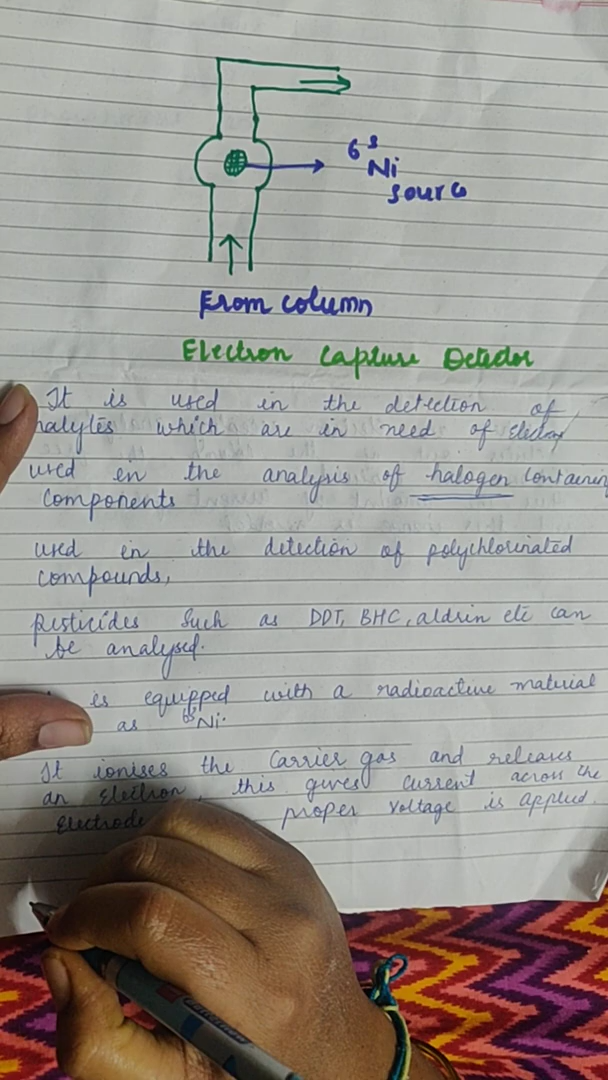 63
Ni
source
From column
Electron Capture Detector
It is used in the detection of
nalytes which are in need of electron
used in the analysis of halogen containing
components
used in the detection of polychlorinated
compounds,
Pesticides such as DDT, BHC, aldrin etc can
be analysed.
is equipped with a radioactive material
as 63Ni.
It ionises the carrier gas and releases
an electron, this gives current across the
electrode proper voltage is applied.